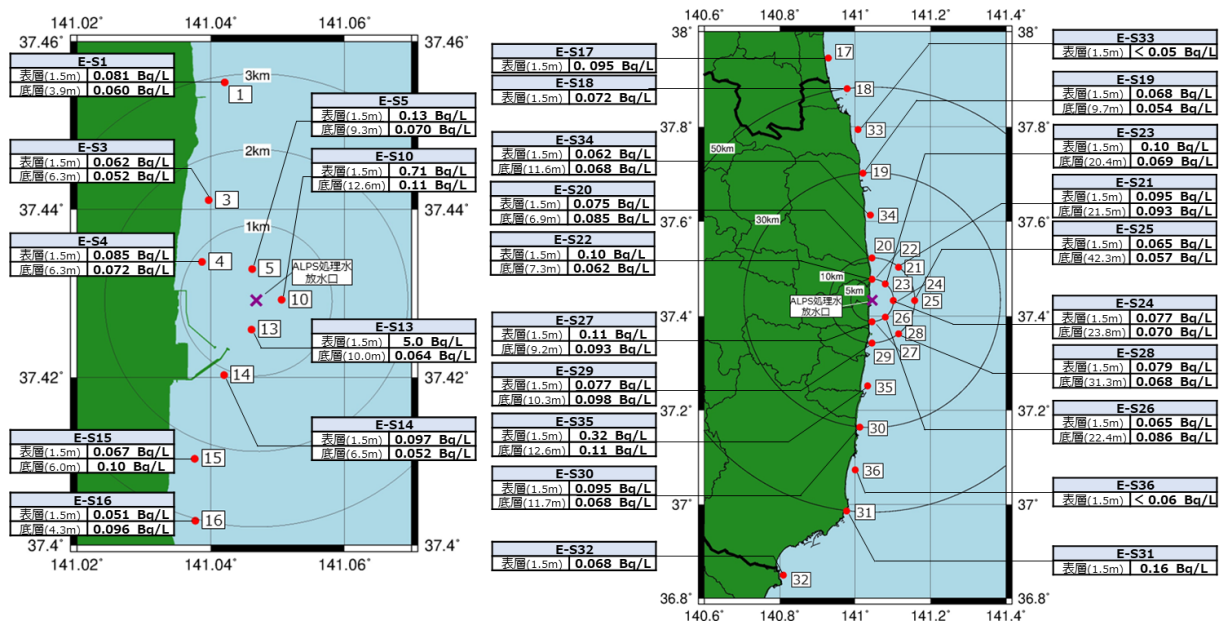 141.02° 141.04° 141.06°
37.46° 37.46°
37.44° 37.44°
37.42° 37.42°
37.4° 37.4°
141.02° 141.04° 141.06°
3km
2km
1km
1
3
4
5
10
13
14
15
16
ALPS処理水
放水口
E-S1
表層(1.5m) 0.081 Bq/L
底層(3.9m) 0.060 Bq/L
E-S3
表層(1.5m) 0.062 Bq/L
底層(6.3m) 0.052 Bq/L
E-S4
表層(1.5m) 0.085 Bq/L
底層(6.3m) 0.072 Bq/L
E-S15
表層(1.5m) 0.067 Bq/L
底層(6.0m) 0.10 Bq/L
E-S16
表層(1.5m) 0.051 Bq/L
底層(4.3m) 0.096 Bq/L
E-S5
表層(1.5m) 0.13 Bq/L
底層(9.3m) 0.070 Bq/L
E-S10
表層(1.5m) 0.71 Bq/L
底層(12.6m) 0.11 Bq/L
E-S13
表層(1.5m) 5.0 Bq/L
底層(10.0m) 0.064 Bq/L
E-S14
表層(1.5m) 0.097 Bq/L
底層(6.5m) 0.052 Bq/L
E-S17
表層(1.5m) 0. 095 Bq/L
E-S18
表層(1.5m) 0.072 Bq/L
E-S34
表層(1.5m) 0.062 Bq/L
底層(11.6m) 0.068 Bq/L
E-S20
表層(1.5m) 0.075 Bq/L
底層(6.9m) 0.085 Bq/L
E-S22
表層(1.5m) 0.10 Bq/L
底層(7.3m) 0.062 Bq/L
E-S27
表層(1.5m) 0.11 Bq/L
底層(9.2m) 0.093 Bq/L
E-S29
表層(1.5m) 0.077 Bq/L
底層(10.3m) 0.098 Bq/L
E-S35
表層(1.5m) 0.32 Bq/L
底層(12.6m) 0.11 Bq/L
E-S30
表層(1.5m) 0.095 Bq/L
底層(11.7m) 0.068 Bq/L
E-S32
表層(1.5m) 0.068 Bq/L
140.6° 140.8° 141° 141.2° 141.4°
38° 38°
37.8° 37.8°
37.6° 37.6°
37.4° 37.4°
37.2° 37.2°
37° 37°
36.8° 36.8°
140.6° 140.8° 141° 141.2° 141.4°
50km
30km
10km
5km
ALPS処理水
放水口
17
18
33
19
34
20
22
21
23
24
25
26
28
27
29
35
30
36
31
32
E-S33
表層(1.5m) < 0.05 Bq/L
E-S19
表層(1.5m) 0.068 Bq/L
底層(9.7m) 0.054 Bq/L
E-S23
表層(1.5m) 0.10 Bq/L
底層(20.4m) 0.069 Bq/L
E-S21
表層(1.5m) 0.095 Bq/L
底層(21.5m) 0.093 Bq/L
E-S25
表層(1.5m) 0.065 Bq/L
底層(42.3m) 0.057 Bq/L
E-S24
表層(1.5m) 0.077 Bq/L
底層(23.8m) 0.070 Bq/L
E-S28
表層(1.5m) 0.079 Bq/L
底層(31.3m) 0.068 Bq/L
E-S26
表層(1.5m) 0.065 Bq/L
底層(22.4m) 0.086 Bq/L
E-S36
表層(1.5m) < 0.06 Bq/L
E-S31
表層(1.5m) 0.16 Bq/L